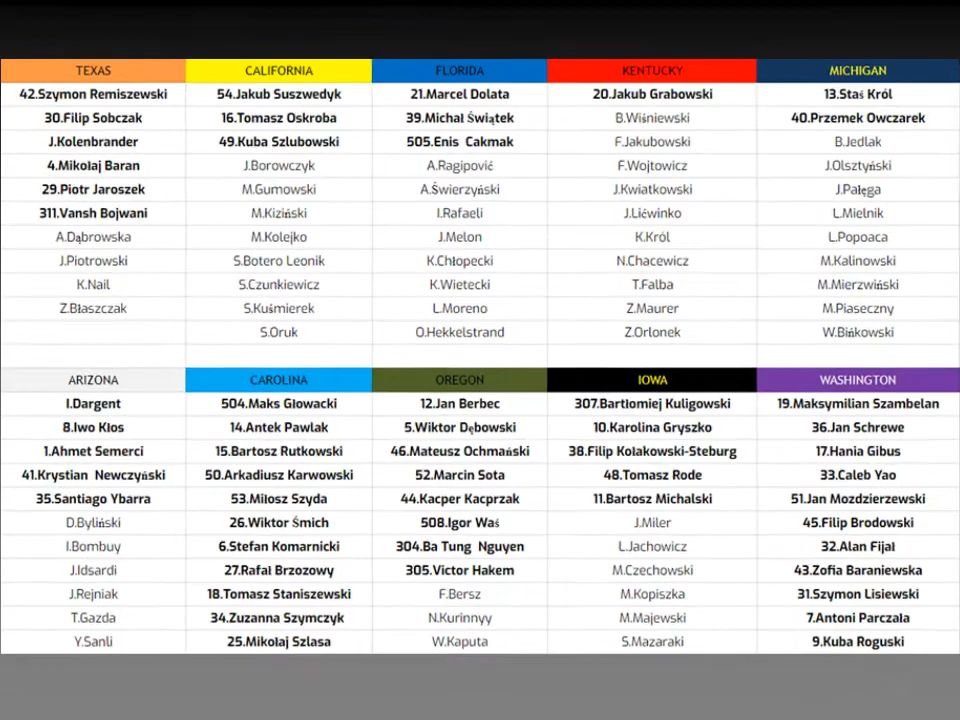 TEXAS CALIFORNIA FLORIDA KENTUCKY MICHIGAN
42.Szymon Remiszewski 54.Jakub Suszwedyk 21.Marcel Dolata 20.Jakub Grabowski 13.Staś Król
30.Filip Sobczak 16.Tomasz Oskroba 39.Michał Świątek B.Wiśniewski 40.Przemek Owczarek
J.Kolenbrander 49.Kuba Szlubowski 505.Enis Cakmak F.Jakubowski B.Jedlak
4.Mikołaj Baran J.Borowczyk A.Ragipović F.Wojtowicz J.Olsztyński
29.Piotr Jaroszek M.Gumowski A.Świerzyński J.Kwiatkowski J.Pałęga
311.Vansh Bojwani M.Kiziński I.Rafaeli J.Lićwinko L.Mielnik
A.Dąbrowska M.Kolejko J.Melon K.Król L.Popoaca
J.Piotrowski S.Botero Leonik K.Chłopecki N.Chacewicz M.Kalinowski
K.Nail S.Czunkiewicz K.Wietecki T.Falba M.Mierzwiński
Z.Błaszczak S.Kuśmierek L.Moreno Z.Maurer M.Piaseczny
S.Oruk O.Hekkelstrand Z.Orlonek W.Bińkowski
ARIZONA CAROLINA OREGON IOWA WASHINGTON
I.Dargent 504.Maks Głowacki 12.Jan Berbec 307.Bartłomiej Kuligowski 19.Maksymilian Szambelan
8.Iwo Kłos 14.Antek Pawlak 5.Wiktor Dębowski 10.Karolina Gryszko 36.Jan Schrewe
1.Ahmet Semerci 15.Bartosz Rutkowski 46.Mateusz Ochmański 38.Filip Kołakowski-Steburg 17.Hania Gibus
41.Krystian Newczyński 50.Arkadiusz Karwowski 52.Marcin Sota 48.Tomasz Rode 33.Caleb Yao
35.Santiago Ybarra 53.Miłosz Szyda 44.Kacper Kacprzak 11.Bartosz Michalski 51.Jan Mozdzierzewski
D.Byliński 26.Wiktor Śmich 508.Igor Waś J.Miler 45.Filip Brodowski
I.Bombuy 6.Stefan Komarnicki 304.Ba Tung Nguyen L.Jachowicz 32.Alan Fijał
J.Idsardi 27.Rafał Brzozowy 305.Victor Hakem M.Czechowski 43.Zofia Baraniewska
J.Rejniak 18.Tomasz Staniszewski F.Bersz M.Kopiszka 31.Szymon Lisiewski
T.Gazda 34.Zuzanna Szymczyk N.Kurinnyy M.Majewski 7.Antoni Parczała
Y.Sanli 25.Mikołaj Szlasa W.Kaputa S.Mazaraki 9.Kuba Roguski